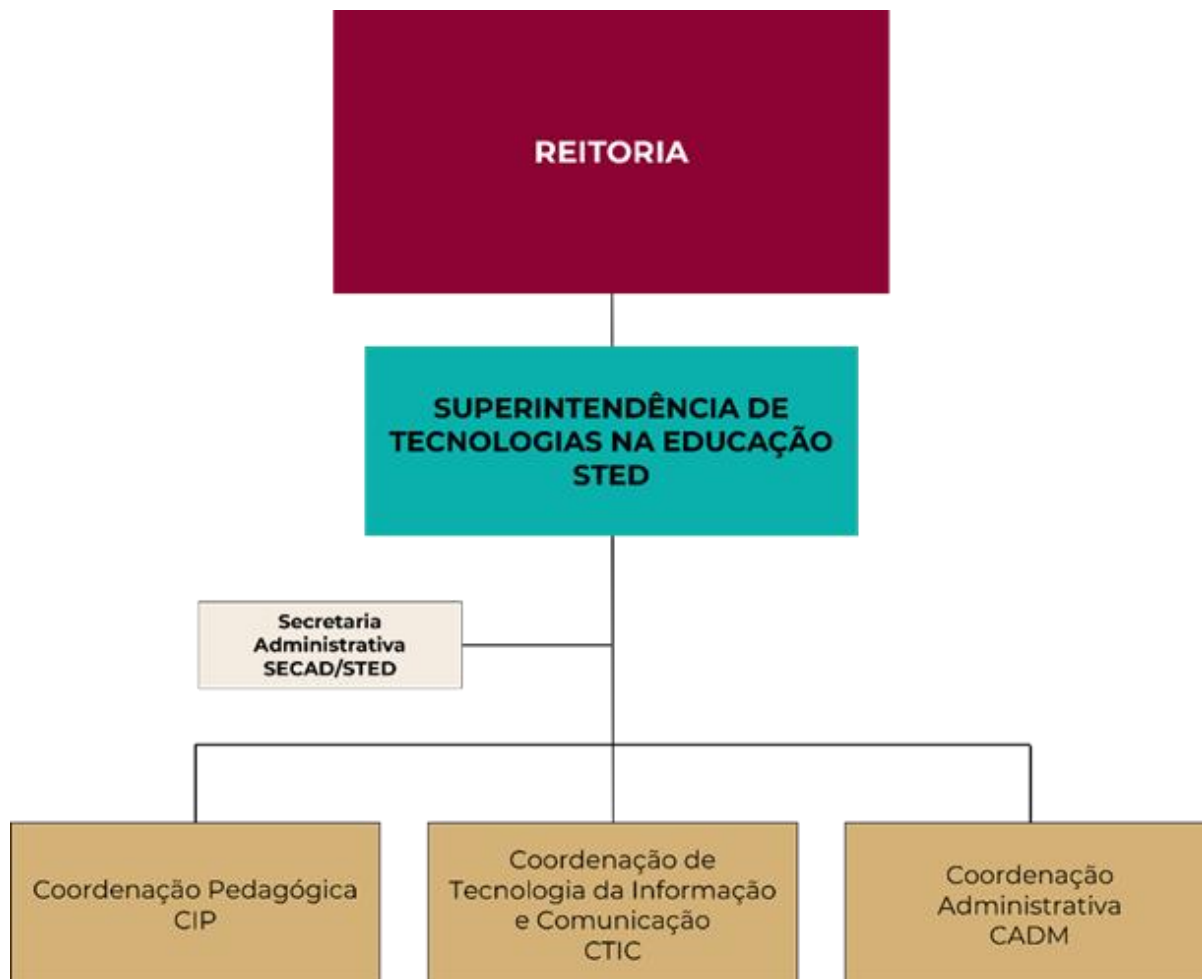 REITORIA
SUPERINTENDÊNCIA DE
TECNOLOGIAS NA EDUCAÇÃO
STED
Secretaria
Administrativa
SECAD/STED
Coordenação Pedagógica
CIP
Coordenação de
Tecnologia da Informação
e Comunicação
CTIC
Coordenação
Administrativa
CADM